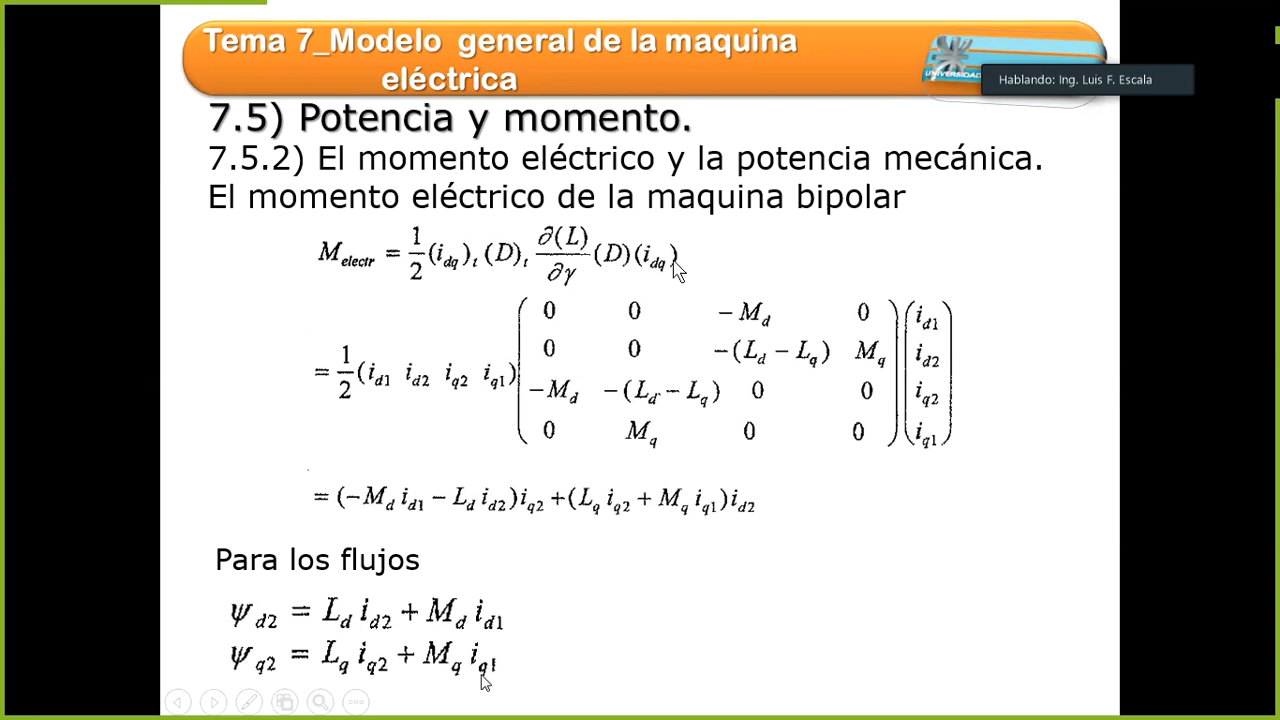 Tema 7_Modelo general de la maquina
eléctrica
UNIVERSIDAD
Hablando: Ing. Luis F. Escala
7.5) Potencia y momento.
7.5.2) El momento eléctrico y la potencia mecánica.
El momento eléctrico de la maquina bipolar
M_electr = 1/2 (i_dq)_t (D)_t ∂(L)/∂γ (D)(i_dq)
= 1/2 (i_d1 i_d2 i_q2 i_q1) ( 0 0 −M_d 0 ) ( i_d1 )
( 0 0 −(L_d − L_q) M_q ) ( i_d2 )
( −M_d −(L_d − L_q) 0 0 ) ( i_q2 )
( 0 M_q 0 0 ) ( i_q1 )
= (−M_d i_d1 − L_d i_d2) i_q2 + (L_q i_q2 + M_q i_q1) i_d2
Para los flujos
ψ_d2 = L_d i_d2 + M_d i_d1
ψ_q2 = L_q i_q2 + M_q i_q1